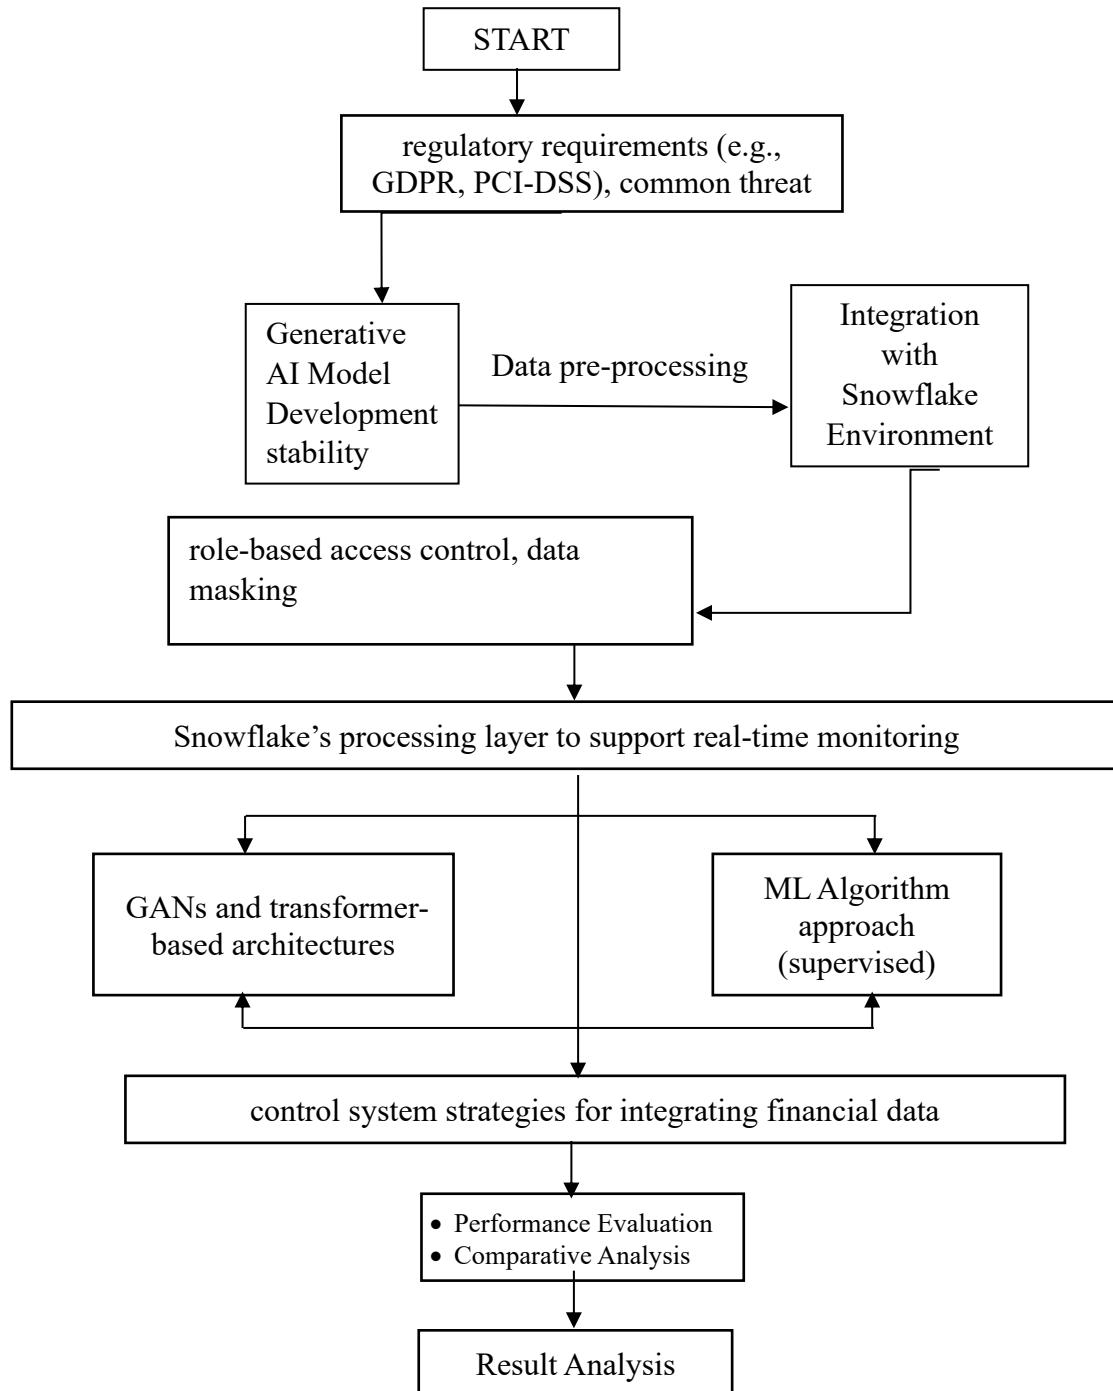 START
regulatory requirements (e.g.,
GDPR, PCI-DSS), common threat
Generative
AI Model
Development
stability
Data pre-processing
Integration
with
Snowflake
Environment
role-based access control, data
masking
Snowflake’s processing layer to support real-time monitoring
GANs and transformer-
based architectures
ML Algorithm
approach
(supervised)
control system strategies for integrating financial data
• Performance Evaluation
• Comparative Analysis
Result Analysis